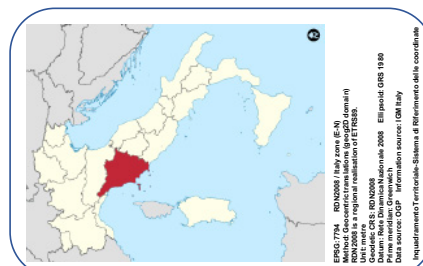 EPSG:7794 RDN2008 / Italy zone (E-N)
Method: Geocentric translations (geog2D domain)
RDN2008 is a regional realisation of ETRS89.
Unit: metre
Geodetic CRS: RDN2008
Datum: Rete Dinamica Nazionale 2008 Ellipsoid: GRS 1980
Prime meridian: Greenwich
Data source: OGP Information source: IGM Italy
Inquadramento Territoriale-Sistema di Riferimento delle coordinate